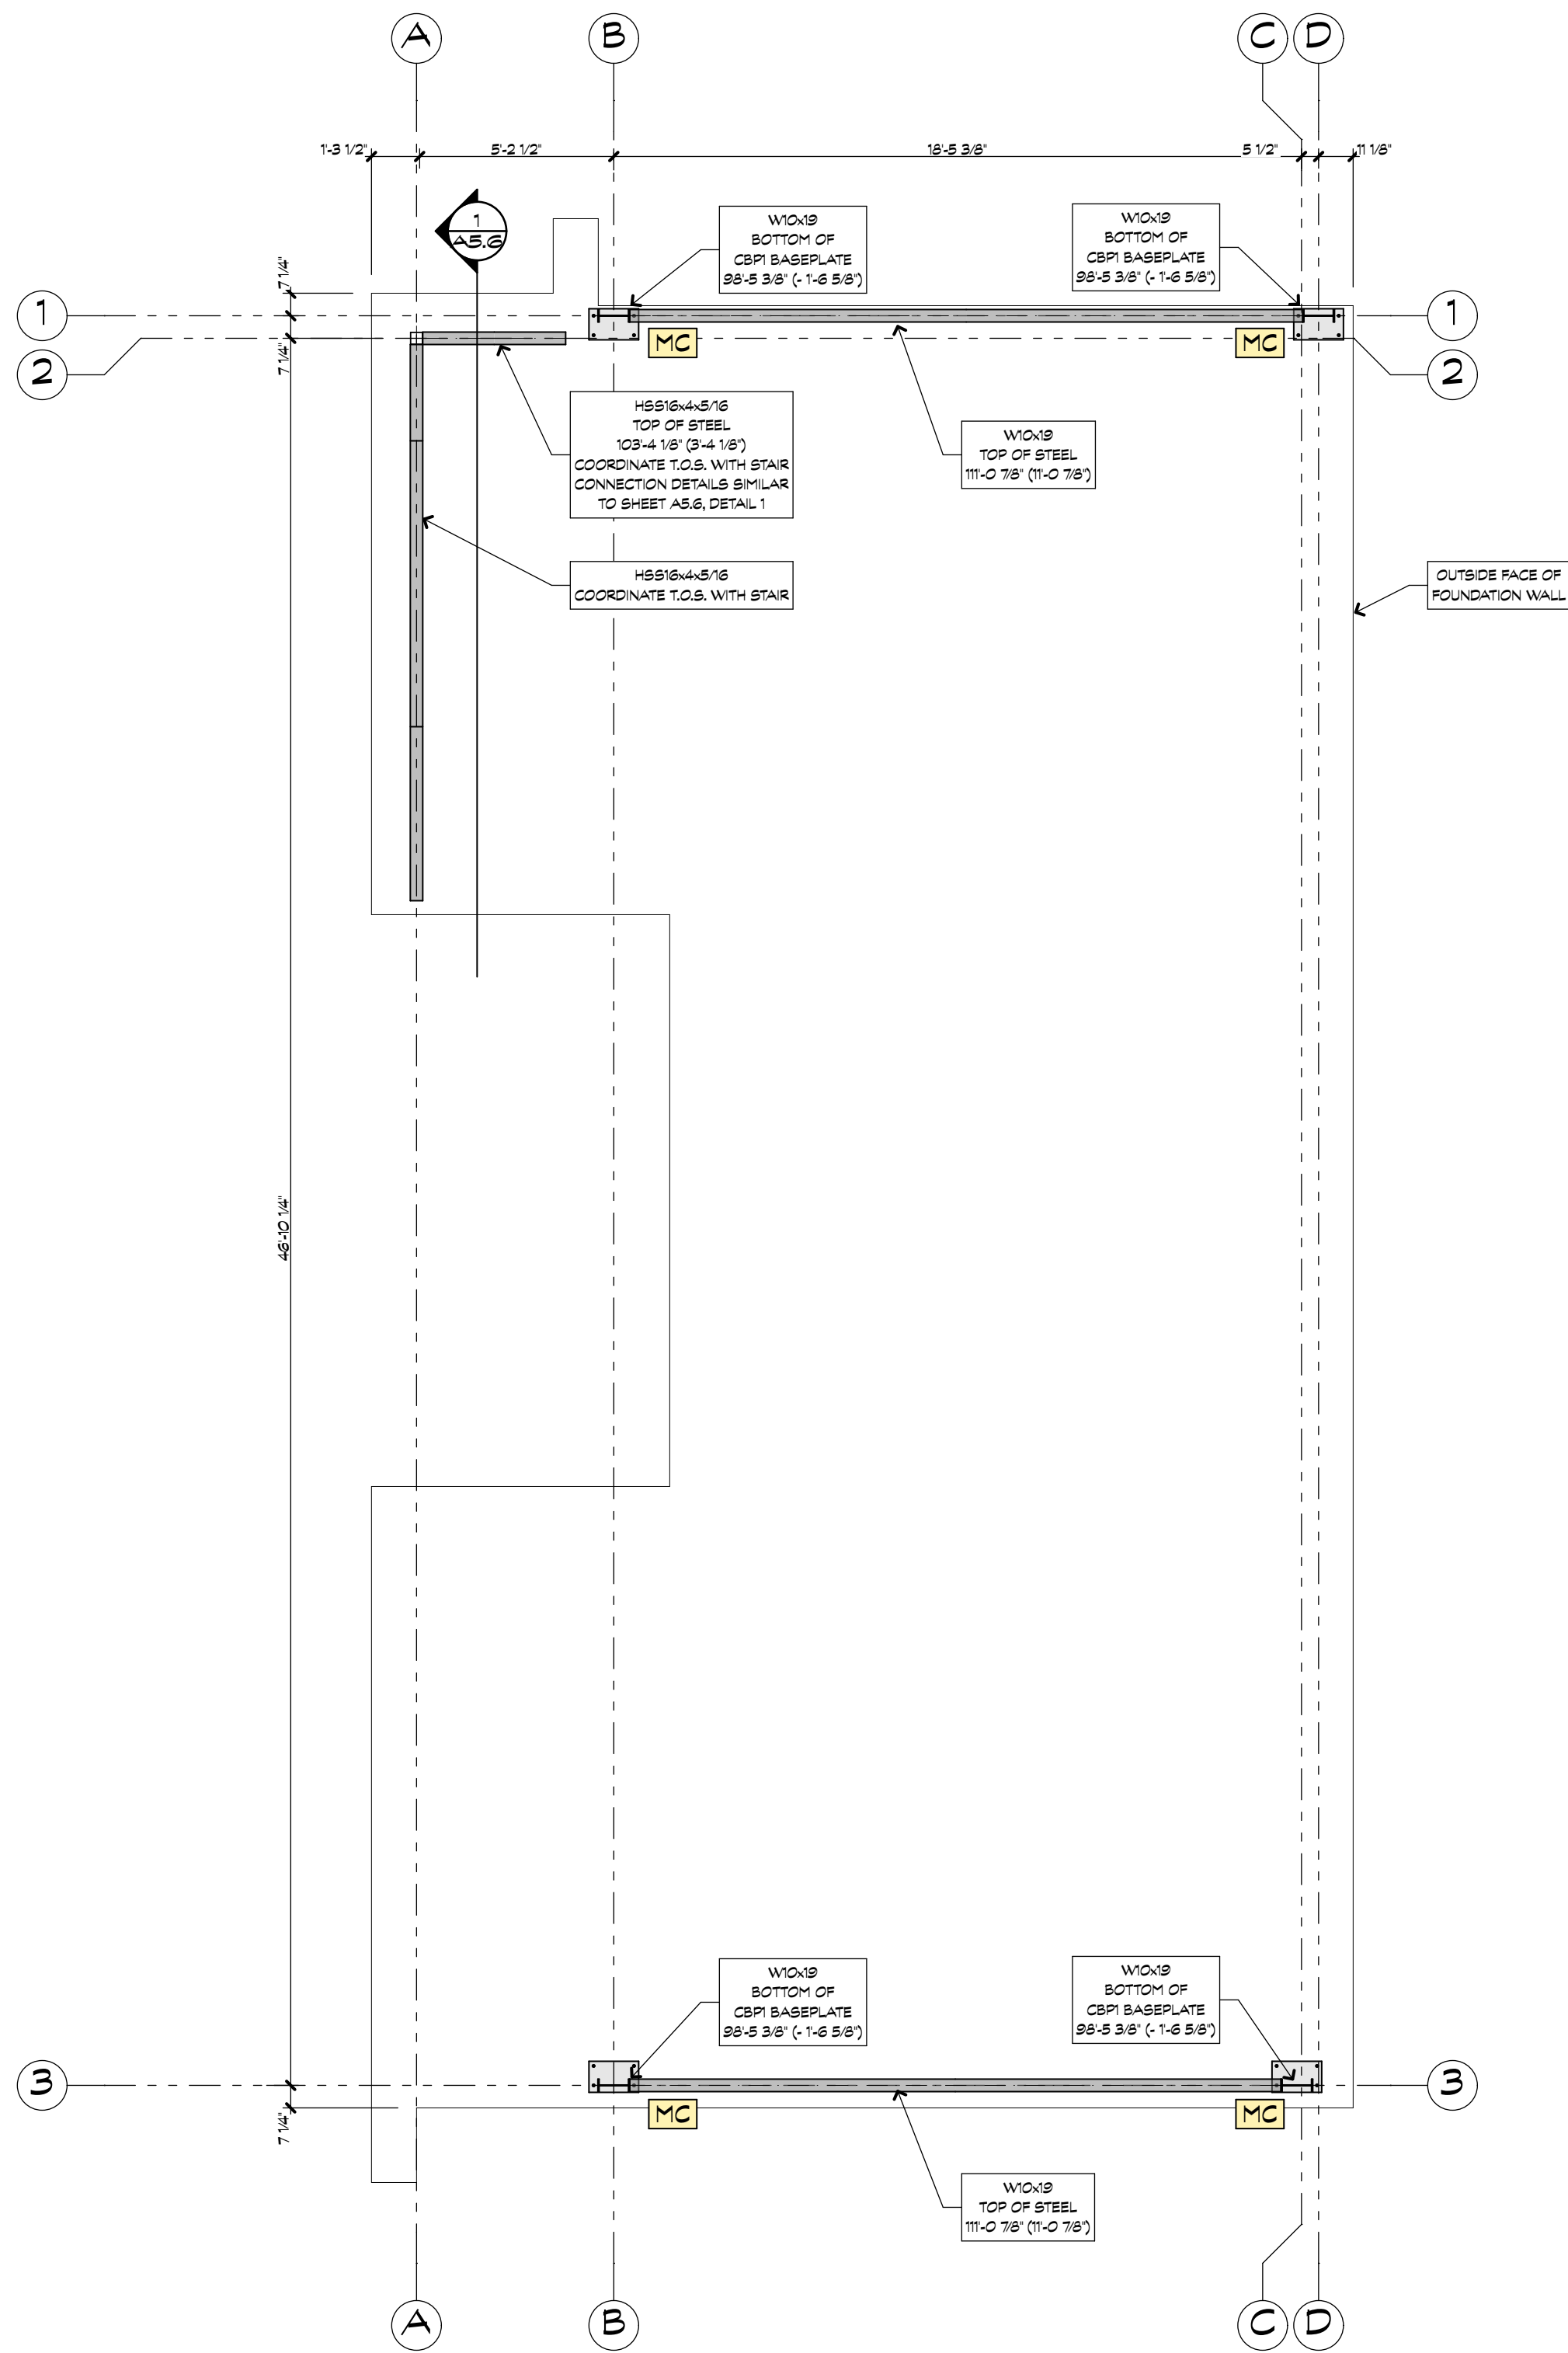 A
B
C
D
1'-3 1/2"
5'-2 1/2"
18'-5 3/8"
5 1/2"
11 1/8"
1
A5.6
W10x19
BOTTOM OF
CBP1 BASEPLATE
98'-5 3/8" (- 1'-6 5/8")
W10x19
BOTTOM OF
CBP1 BASEPLATE
98'-5 3/8" (- 1'-6 5/8")
7 1/4"
1
1
2
7 1/4"
MC
MC
2
HSS16x4x5/16
TOP OF STEEL
103'-4 1/8" (3'-4 1/8")
COORDINATE T.O.S. WITH STAIR
CONNECTION DETAILS SIMILAR
TO SHEET A5.6, DETAIL 1
W10x19
TOP OF STEEL
111'-0 7/8" (11'-0 7/8")
HSS16x4x5/16
COORDINATE T.O.S. WITH STAIR
OUTSIDE FACE OF
FOUNDATION WALL
46'-10 1/4"
W10x19
BOTTOM OF
CBP1 BASEPLATE
98'-5 3/8" (- 1'-6 5/8")
W10x19
BOTTOM OF
CBP1 BASEPLATE
98'-5 3/8" (- 1'-6 5/8")
3
3
7 1/4"
MC
MC
W10x19
TOP OF STEEL
111'-0 7/8" (11'-0 7/8")
A
B
C
D